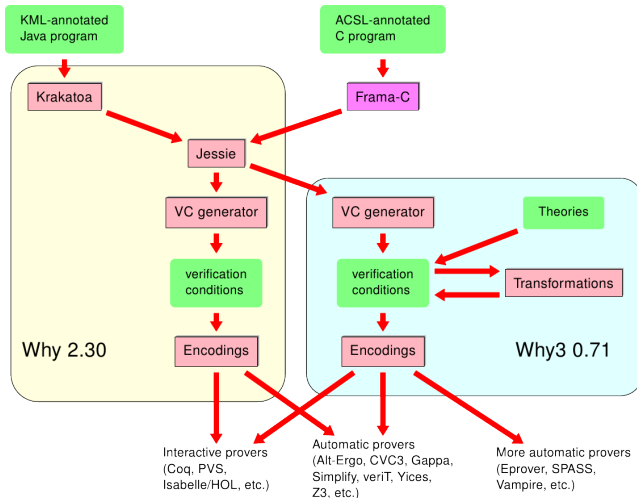 KML-annotated
Java program
ACSL-annotated
C program
Krakatoa
Frama-C
Jessie
VC generator
VC generator
Theories
verification
conditions
verification
conditions
Transformations
Why 2.30
Encodings
Encodings
Why3 0.71
Interactive provers
(Coq, PVS,
Isabelle/HOL, etc.)
Automatic provers
(Alt-Ergo, CVC3, Gappa,
Simplify, veriT, Yices,
Z3, etc.)
More automatic provers
(Eprover, SPASS,
Vampire, etc.)